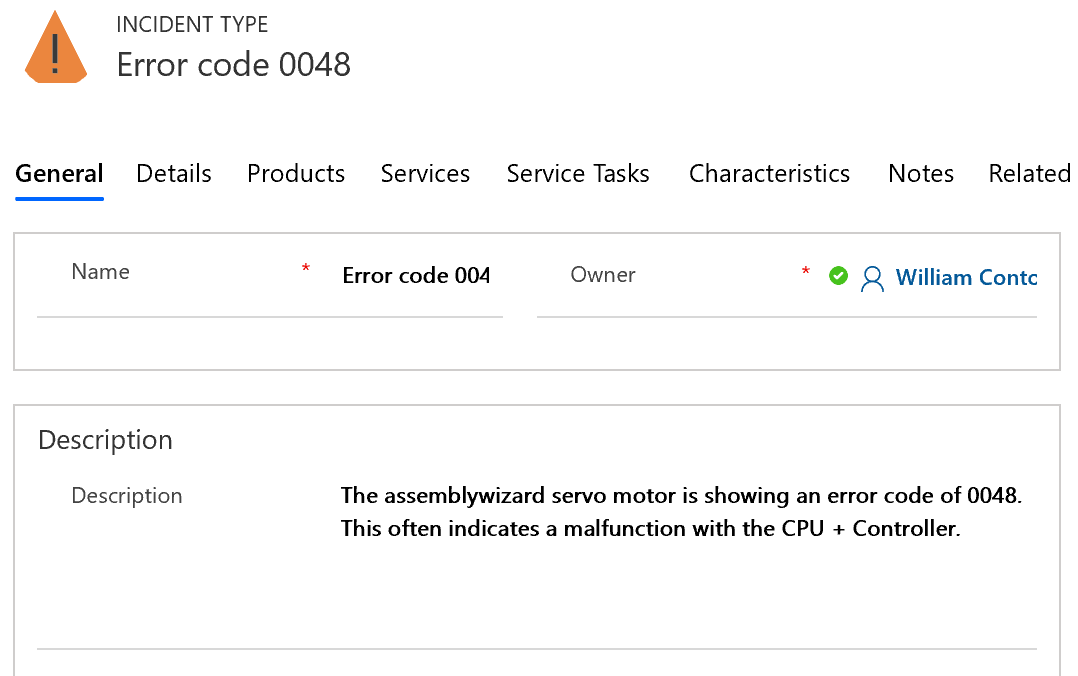 INCIDENT TYPE
Error code 0048
General Details Products Services Service Tasks Characteristics Notes Related
Name * Error code 004 Owner * William Contc
Description
Description The assemblywizard servo motor is showing an error code of 0048.
This often indicates a malfunction with the CPU + Controller.